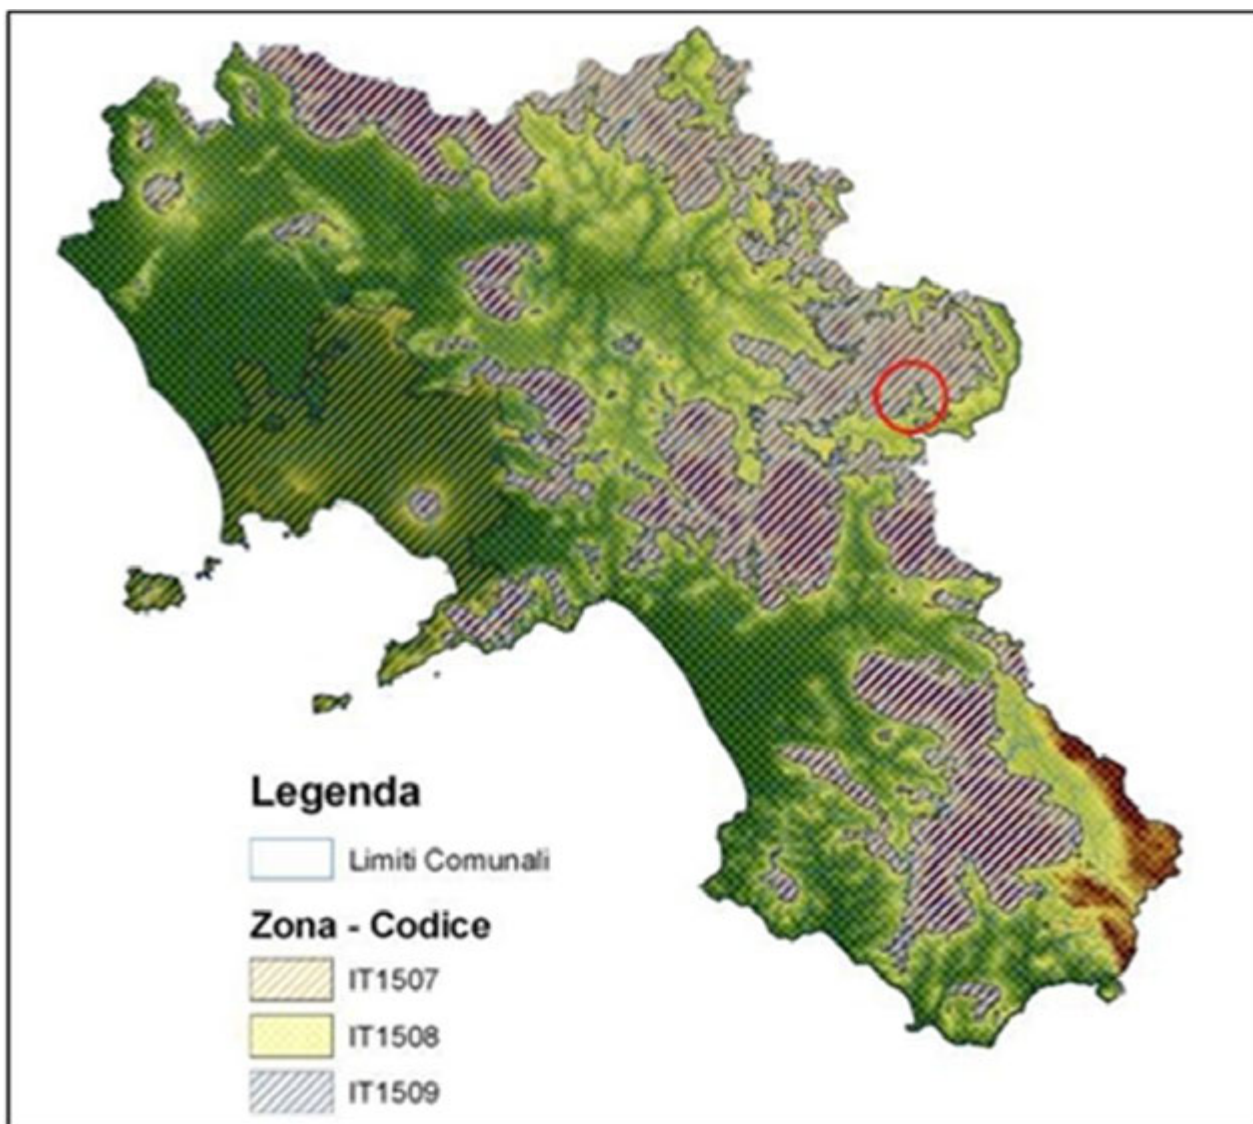 Legenda
Limiti Comunali
Zona - Codice
IT1507
IT1508
IT1509